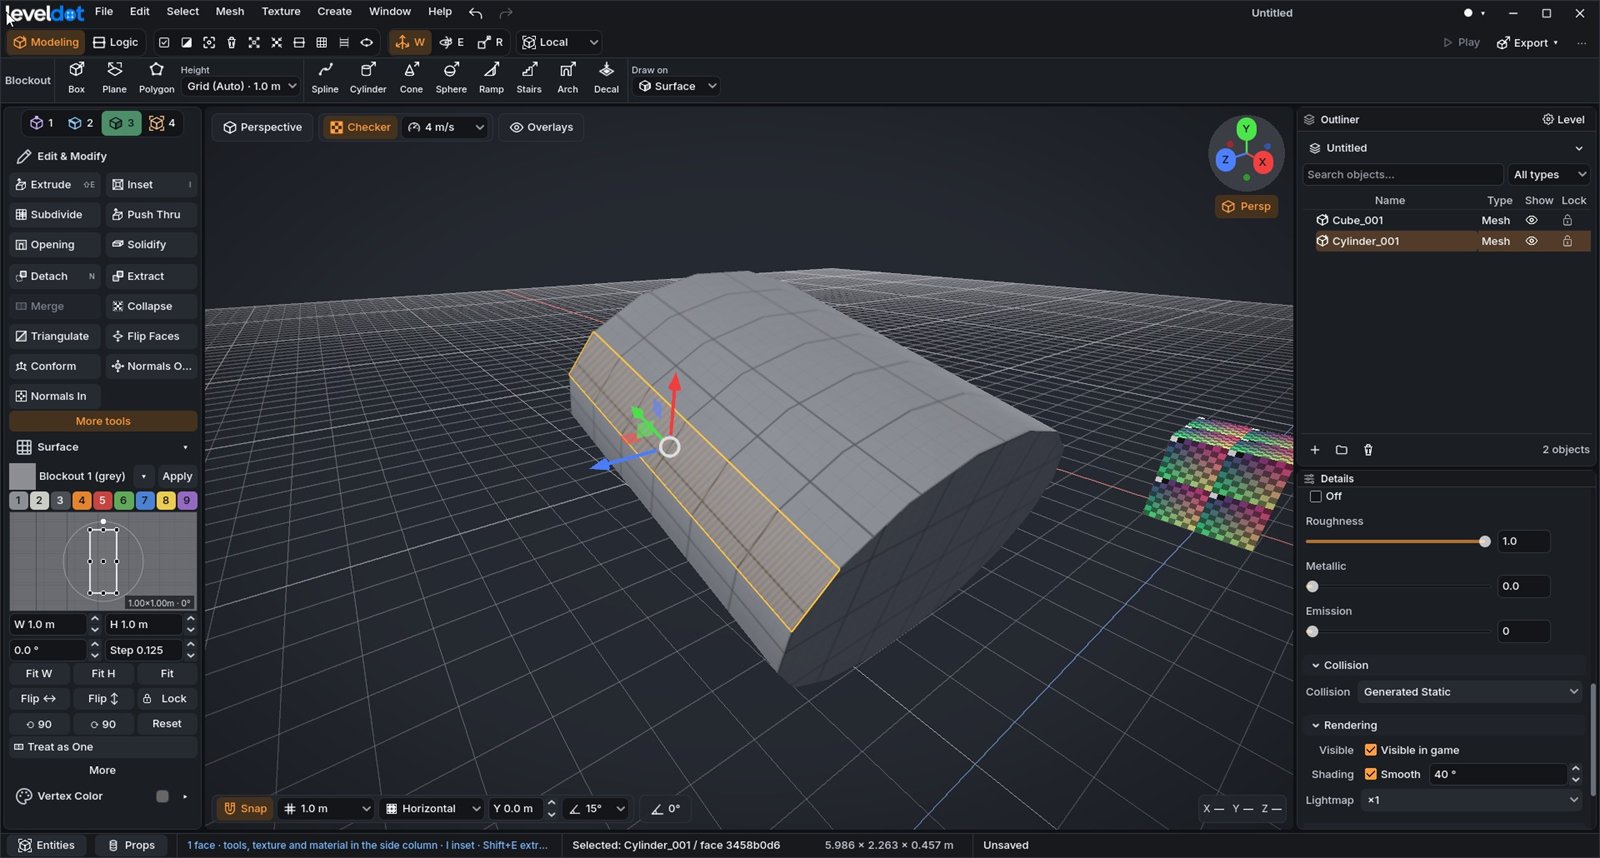 leveldot File Edit Select Mesh Texture Create Window Help Untitled
Modeling Logic W E R Local Play Export
Blockout Box Plane Polygon Height Grid (Auto) · 1.0 m Spline Cylinder Cone Sphere Ramp Stairs Arch Decal Draw on Surface
1 2 3 4
Edit & Modify
Extrude ⇧E Inset I
Subdivide Push Thru
Opening Solidify
Detach N Extract
Merge Collapse
Triangulate Flip Faces
Conform Normals O...
Normals In
More tools
Surface
Blockout 1 (grey) Apply
1 2 3 4 5 6 7 8 9
1.00×1.00m · 0°
W 1.0 m H 1.0 m
0.0 ° Step 0.125
Fit W Fit H Fit
Flip ↔ Flip ↕ Lock
⟲ 90 ⟳ 90 Reset
Treat as One
More
Vertex Color
Perspective Checker 4 m/s Overlays
Y
Z X
Persp
Snap 1.0 m Horizontal Y 0.0 m 15° 0°
X — Y — Z —
Outliner Level
Untitled
Search objects... All types
Name Type Show Lock
Cube_001 Mesh
Cylinder_001 Mesh
2 objects
Details
Off
Roughness
1.0
Metallic
0.0
Emission
0
Collision
Collision Generated Static
Rendering
Visible Visible in game
Shading Smooth 40 °
Lightmap ×1
Entities Props 1 face · tools, texture and material in the side column · I inset · Shift+E extr... Selected: Cylinder_001 / face 3458b0d6 5.986 × 2.263 × 0.457 m Unsaved